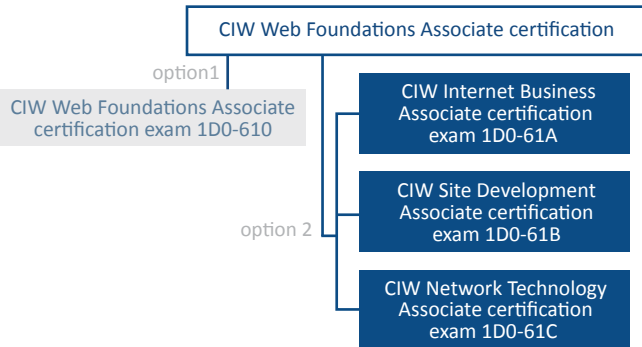 CIW Web Foundations Associate certification
option1
CIW Web Foundations Associate
certification exam 1D0-610
CIW Internet Business
Associate certification
exam 1D0-61A
CIW Site Development
Associate certification
exam 1D0-61B
option 2
CIW Network Technology
Associate certification
exam 1D0-61C